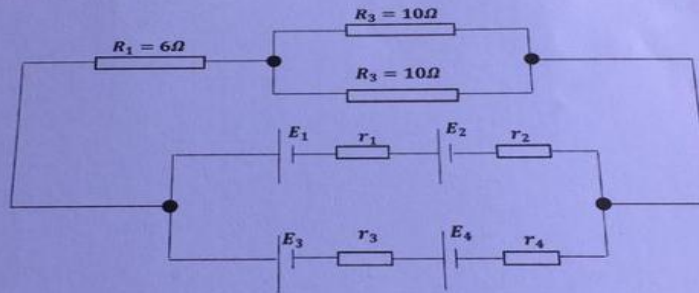 R₃ = 10Ω
R₁ = 6Ω
R₃ = 10Ω
E₁ r₁ E₂ r₂
E₃ r₃ E₄ r₄